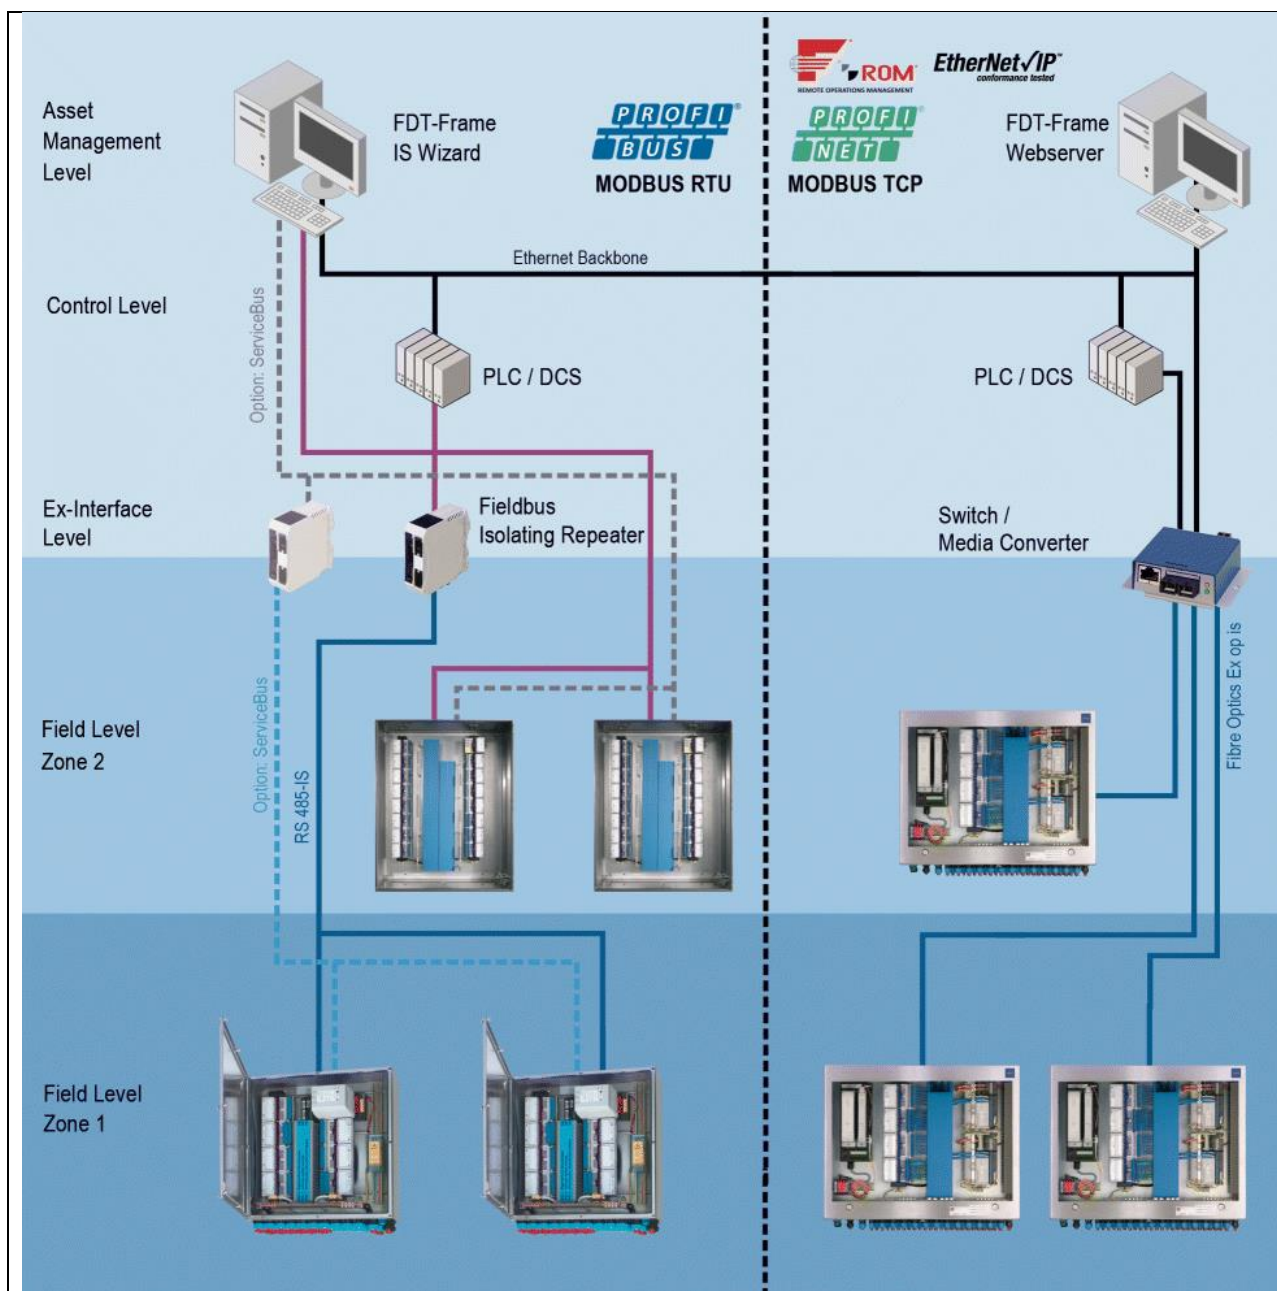 Asset
Management
Level
FDT-Frame
IS Wizard
PROFI
BUS
MODBUS RTU
F ROM
REMOTE OPERATIONS MANAGEMENT
EtherNet/IP™
conformance tested
PROFI
NET
MODBUS TCP
FDT-Frame
Webserver
Ethernet Backbone
Control Level
Option: ServiceBus
PLC / DCS
PLC / DCS
Ex-Interface
Level
Fieldbus
Isolating Repeater
Switch /
Media Converter
Field Level
Zone 2
Option: ServiceBus
RS 485-IS
Fibre Optics Ex op is
Field Level
Zone 1